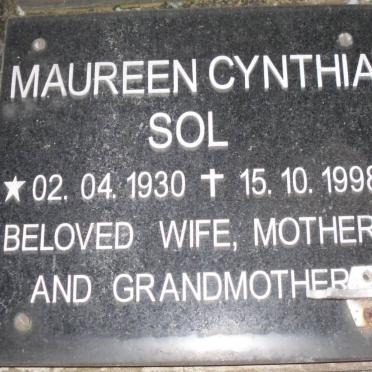 MAUREEN CYNTHIA
SOL
★ 02. 04. 1930 ✝ 15. 10. 1998
BELOVED WIFE, MOTHER
AND GRANDMOTHER